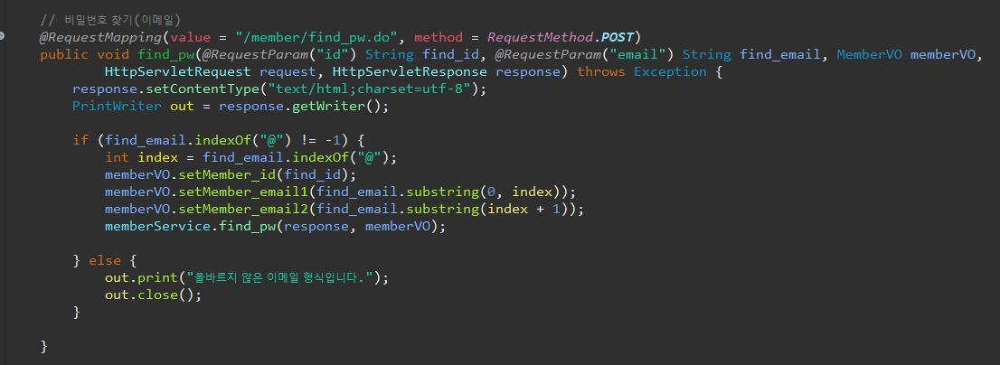 // 비밀번호 찾기(이메일)
@RequestMapping(value = "/member/find_pw.do", method = RequestMethod.POST)
public void find_pw(@RequestParam("id") String find_id, @RequestParam("email") String find_email, MemberVO memberVO,
HttpServletRequest request, HttpServletResponse response) throws Exception {
response.setContentType("text/html;charset=utf-8");
PrintWriter out = response.getWriter();
if (find_email.indexOf("@") != -1) {
int index = find_email.indexOf("@");
memberVO.setMember_id(find_id);
memberVO.setMember_email1(find_email.substring(0, index));
memberVO.setMember_email2(find_email.substring(index + 1));
memberService.find_pw(response, memberVO);
} else {
out.print("올바르지 않은 이메일 형식입니다.");
out.close();
}
}